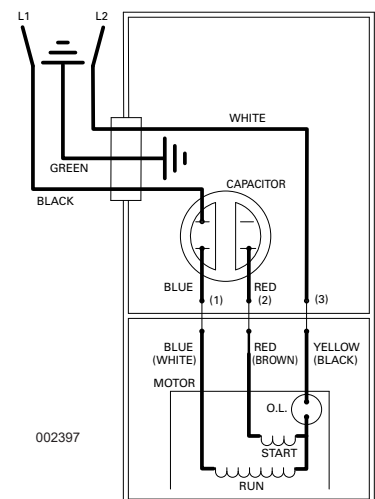 L1
L2
WHITE
GREEN
BLACK
CAPACITOR
BLUE
(1)
RED
(2)
(3)
BLUE
(WHITE)
RED
(BROWN)
YELLOW
(BLACK)
MOTOR
O.L.
START
RUN
002397